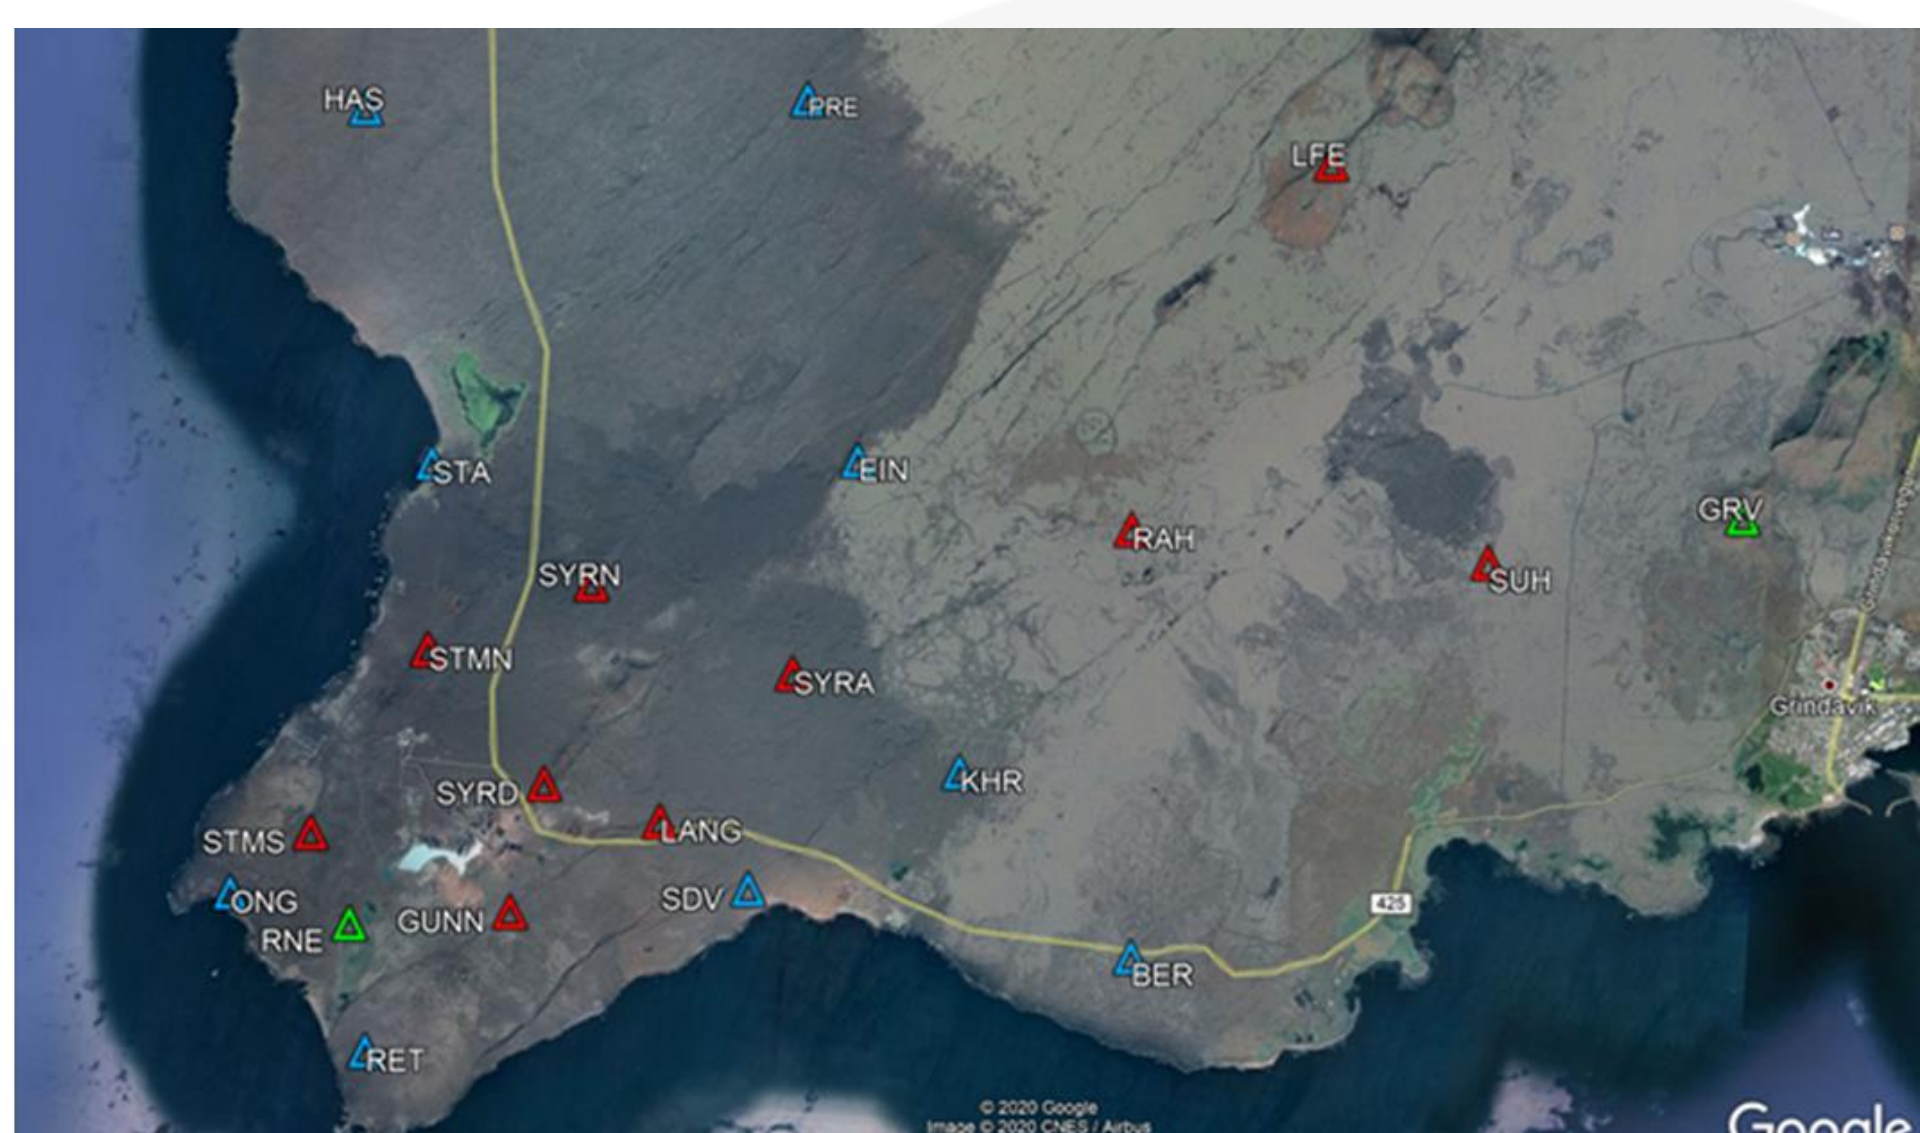 HAS
PRE
LFE
STA
EIN
GRV
RAH
SUH
SYRN
STMN
SYRA
Grindavík
KHR
SYRD
LANG
STMS
ONG
SDV
425
GUNN
RNE
BER
RET
© 2020 Google
Image © 2020 CNES / Airbus
Google